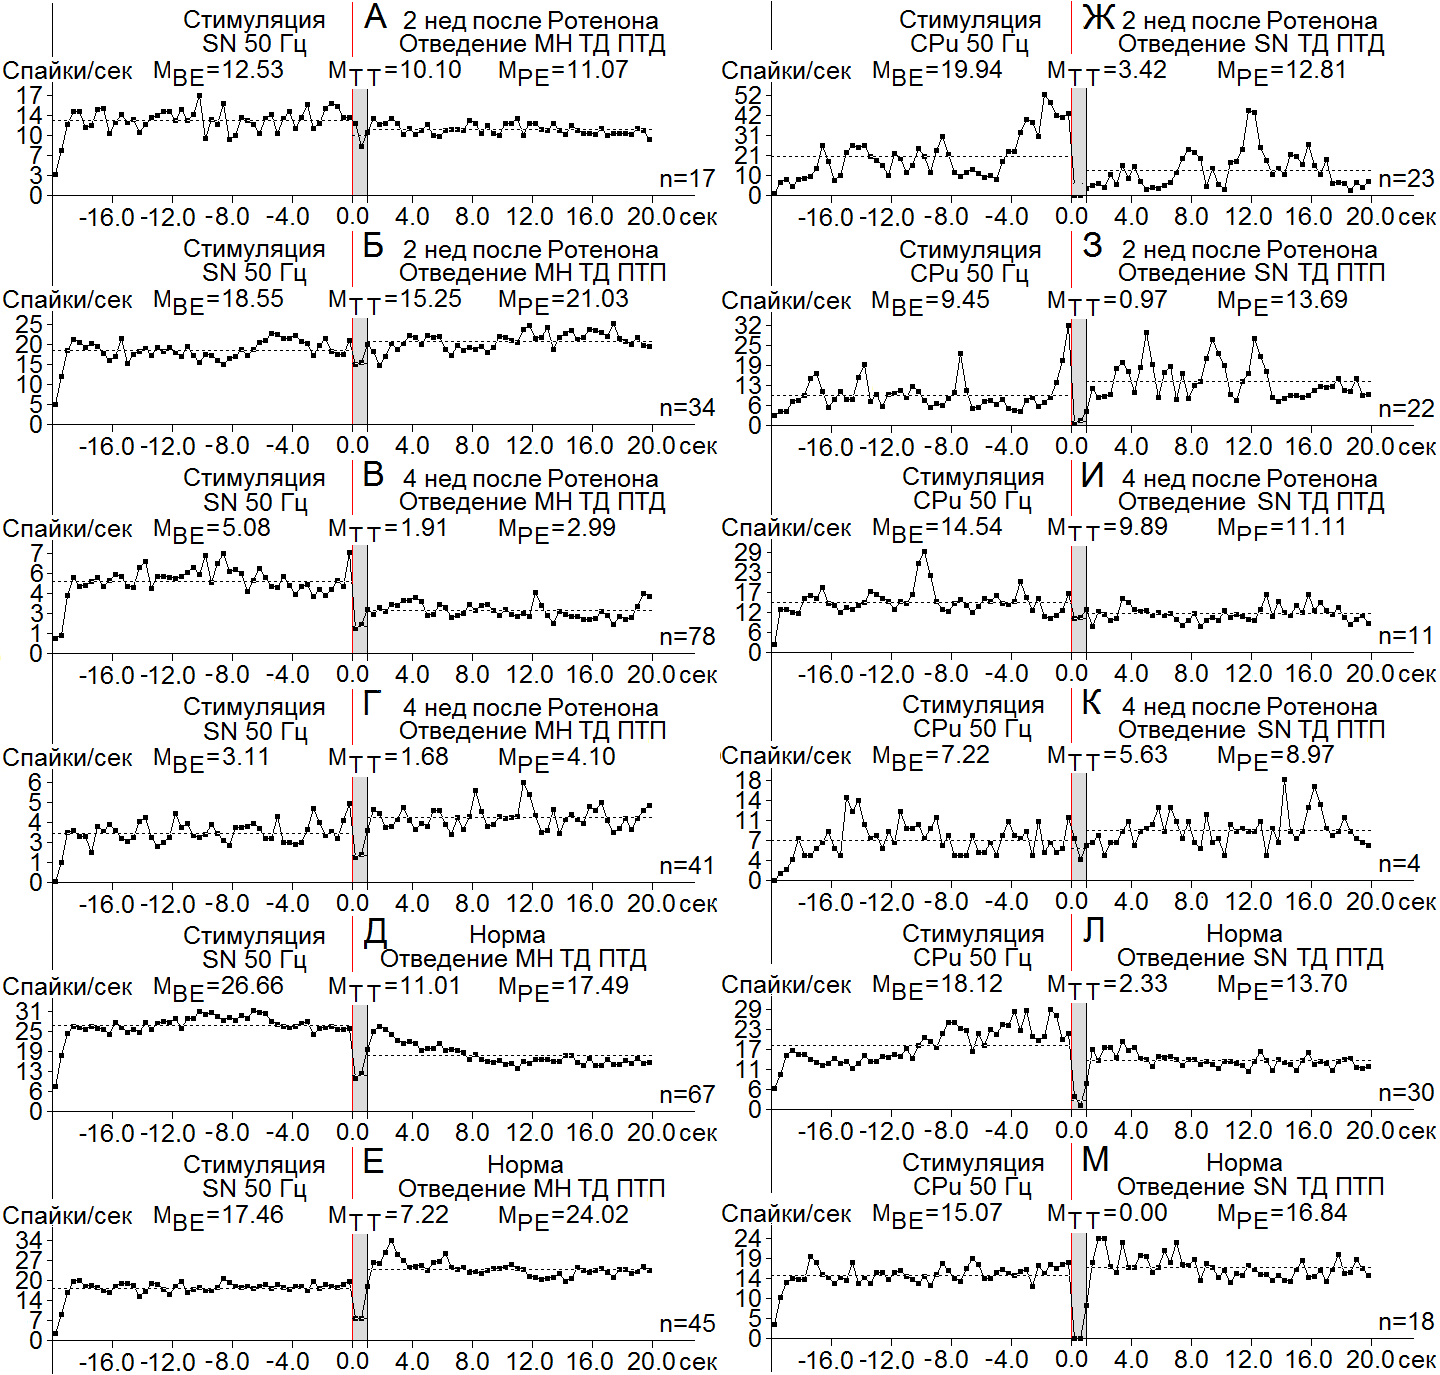 Стимуляция
SN 50 Гц
А
2 нед после Ротенона
Отведение МН ТД ПТД
Спайки/сек MBE=12.53 MTT=10.10 MPE=11.07
17
14
10
7
3
0
n=17
-16.0 -12.0 -8.0 -4.0 0.0 4.0 8.0 12.0 16.0 20.0 сек
Стимуляция
SN 50 Гц
Б
2 нед после Ротенона
Отведение МН ТД ПТП
Спайки/сек MBE=18.55 MTT=15.25 MPE=21.03
25
20
15
10
5
0
n=34
-16.0 -12.0 -8.0 -4.0 0.0 4.0 8.0 12.0 16.0 20.0 сек
Стимуляция
SN 50 Гц
В
4 нед после Ротенона
Отведение МН ТД ПТД
Спайки/сек MBE=5.08 MTT=1.91 MPE=2.99
7
6
4
3
1
0
n=78
-16.0 -12.0 -8.0 -4.0 0.0 4.0 8.0 12.0 16.0 20.0 сек
Стимуляция
SN 50 Гц
Г
4 нед после Ротенона
Отведение МН ТД ПТП
Спайки/сек MBE=3.11 MTT=1.68 MPE=4.10
6
5
4
3
1
0
n=41
-16.0 -12.0 -8.0 -4.0 0.0 4.0 8.0 12.0 16.0 20.0 сек
Стимуляция
SN 50 Гц
Д
Норма
Отведение МН ТД ПТД
Спайки/сек MBE=26.66 MTT=11.01 MPE=17.49
31
25
19
13
6
0
n=67
-16.0 -12.0 -8.0 -4.0 0.0 4.0 8.0 12.0 16.0 20.0 сек
Стимуляция
SN 50 Гц
Е
Норма
Отведение МН ТД ПТП
Спайки/сек MBE=17.46 MTT=7.22 MPE=24.02
34
27
20
14
7
0
n=45
-16.0 -12.0 -8.0 -4.0 0.0 4.0 8.0 12.0 16.0 20.0 сек
Стимуляция
CPu 50 Гц
Ж
2 нед после Ротенона
Отведение SN ТД ПТД
Спайки/сек MBE=19.94 MTT=3.42 MPE=12.81
52
42
31
21
10
0
n=23
-16.0 -12.0 -8.0 -4.0 0.0 4.0 8.0 12.0 16.0 20.0 сек
Стимуляция
CPu 50 Гц
З
2 нед после Ротенона
Отведение SN ТД ПТП
Спайки/сек MBE=9.45 MTT=0.97 MPE=13.69
32
25
19
13
6
0
n=22
-16.0 -12.0 -8.0 -4.0 0.0 4.0 8.0 12.0 16.0 20.0 сек
Стимуляция
CPu 50 Гц
И
4 нед после Ротенона
Отведение SN ТД ПТД
Спайки/сек MBE=14.54 MTT=9.89 MPE=11.11
29
23
17
12
6
0
n=11
-16.0 -12.0 -8.0 -4.0 0.0 4.0 8.0 12.0 16.0 20.0 сек
Стимуляция
CPu 50 Гц
К
4 нед после Ротенона
Отведение SN ТД ПТП
Спайки/сек MBE=7.22 MTT=5.63 MPE=8.97
18
14
11
7
4
0
n=4
-16.0 -12.0 -8.0 -4.0 0.0 4.0 8.0 12.0 16.0 20.0 сек
Стимуляция
CPu 50 Гц
Л
Норма
Отведение SN ТД ПТД
Спайки/сек MBE=18.12 MTT=2.33 MPE=13.70
29
23
17
11
6
0
n=30
-16.0 -12.0 -8.0 -4.0 0.0 4.0 8.0 12.0 16.0 20.0 сек
Стимуляция
CPu 50 Гц
М
Норма
Отведение SN ТД ПТП
Спайки/сек MBE=15.07 MTT=0.00 MPE=16.84
24
19
14
10
5
0
n=18
-16.0 -12.0 -8.0 -4.0 0.0 4.0 8.0 12.0 16.0 20.0 сек